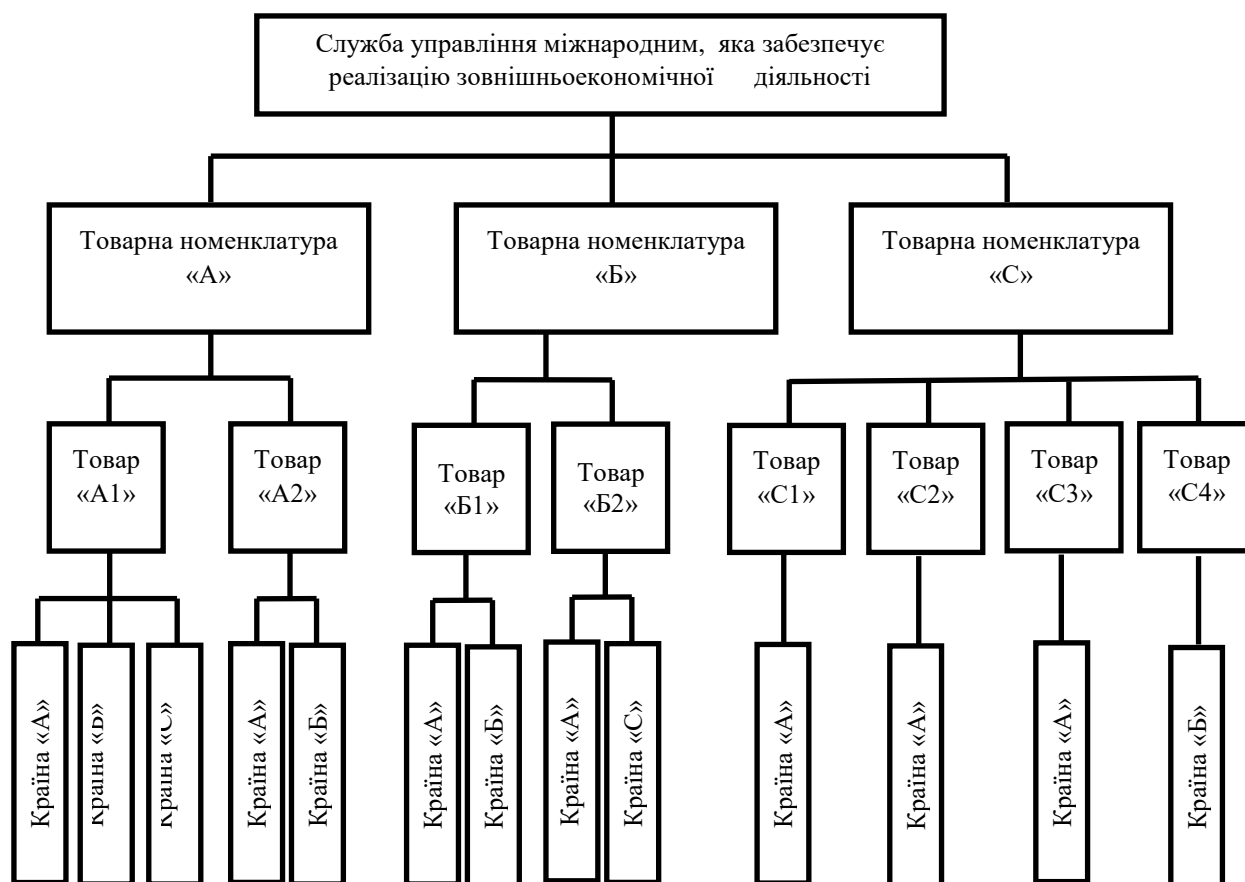 Служба управління міжнародним, яка забезпечує
реалізацію зовнішньоекономічної діяльності
Товарна номенклатура
«А»
Товарна номенклатура
«Б»
Товарна номенклатура
«С»
Товар
«А1»
Товар
«А2»
Товар
«Б1»
Товар
«Б2»
Товар
«С1»
Товар
«С2»
Товар
«С3»
Товар
«С4»
Країна «А»
Країна «Б»
Країна «С»
Країна «А»
Країна «Б»
Країна «А»
Країна «Б»
Країна «А»
Країна «С»
Країна «А»
Країна «А»
Країна «А»
Країна «Б»